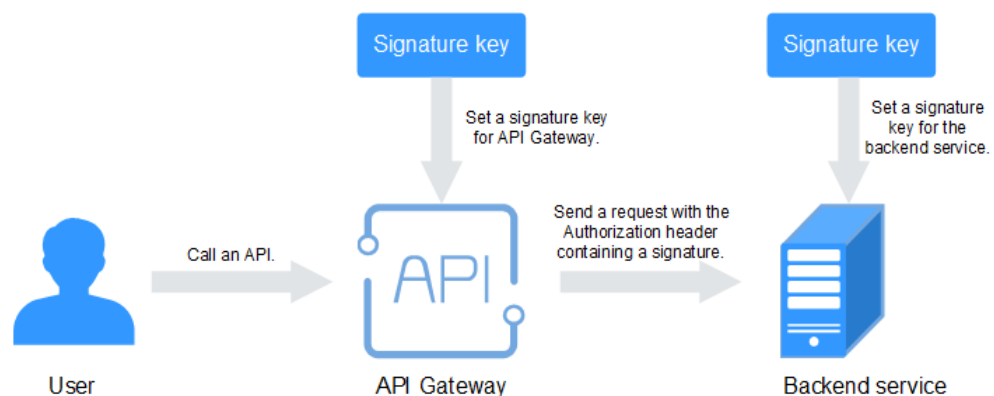 Signature key
Signature key
Set a signature key
for API Gateway.
Set a signature
key for the
backend service.
Call an API.
API
Send a request with the
Authorization header
containing a signature.
User
API Gateway
Backend service